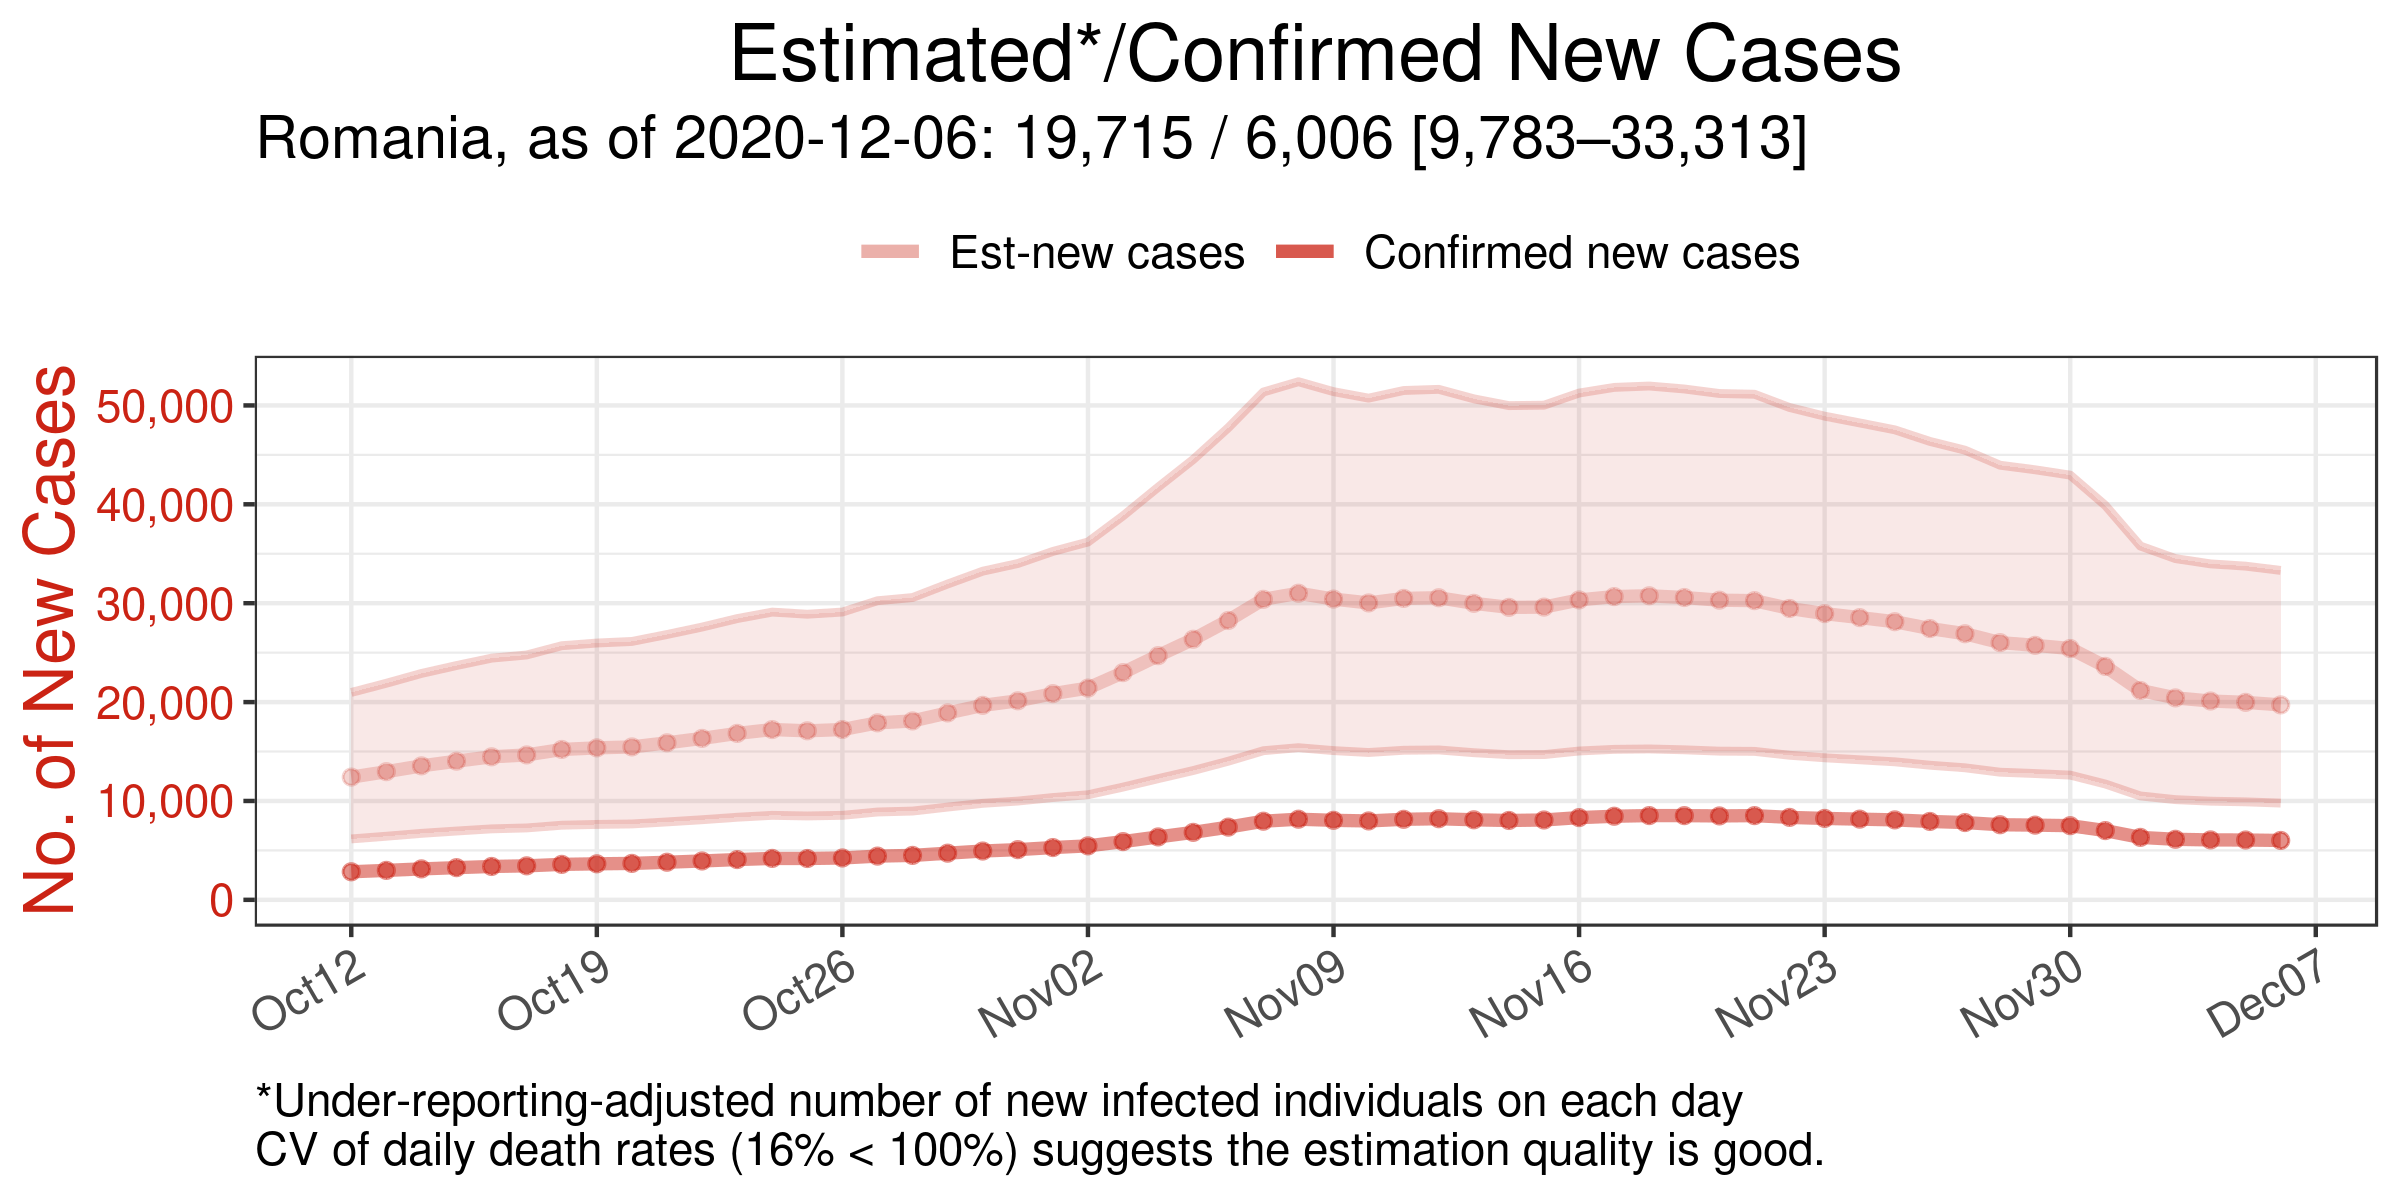 Estimated*/Confirmed New Cases
Romania, as of 2020-12-06: 19,715 / 6,006 [9,783–33,313]
Est-new cases
Confirmed new cases
No. of New Cases
50,000
40,000
30,000
20,000
10,000
0
Oct12
Oct19
Oct26
Nov02
Nov09
Nov16
Nov23
Nov30
Dec07
*Under-reporting-adjusted number of new infected individuals on each day
CV of daily death rates (16% < 100%) suggests the estimation quality is good.